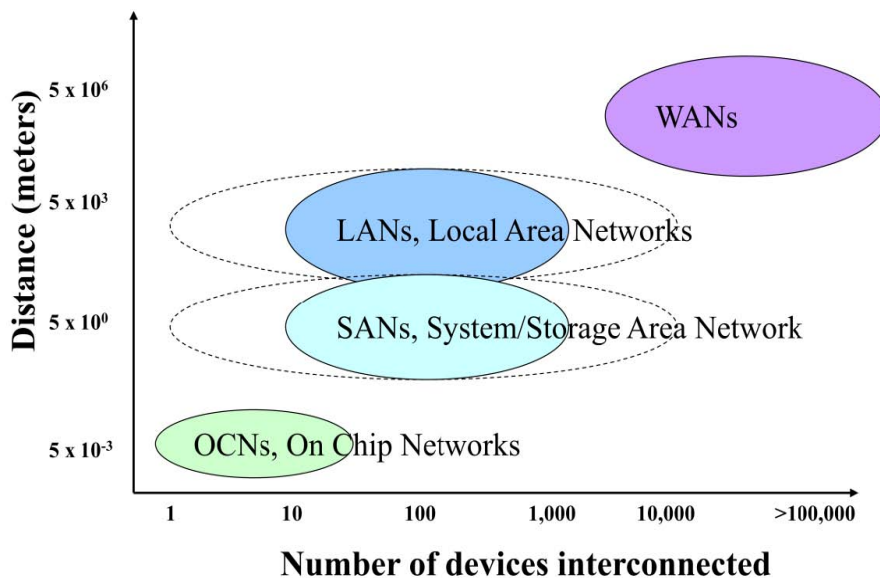 5 x 10⁶
WANs
5 x 10³
LANs, Local Area Networks
5 x 10⁰
SANs, System/Storage Area Network
5 x 10⁻³
OCNs, On Chip Networks
Distance (meters)
1 10 100 1,000 10,000 >100,000
Number of devices interconnected